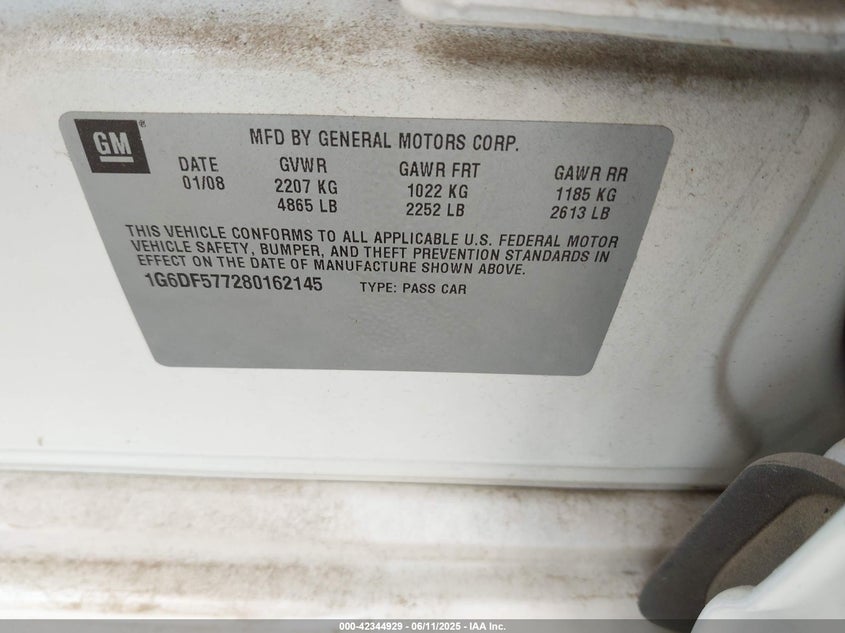 GM
MFD BY GENERAL MOTORS CORP.
DATE GVWR GAWR FRT GAWR RR
01/08 2207 KG 1022 KG 1185 KG
4865 LB 2252 LB 2613 LB
THIS VEHICLE CONFORMS TO ALL APPLICABLE U.S. FEDERAL MOTOR
VEHICLE SAFETY, BUMPER, AND THEFT PREVENTION STANDARDS IN
EFFECT ON THE DATE OF MANUFACTURE SHOWN ABOVE.
1G6DF577280162145 TYPE: PASS CAR
000-42344929 - 06/11/2025 - IAA Inc.